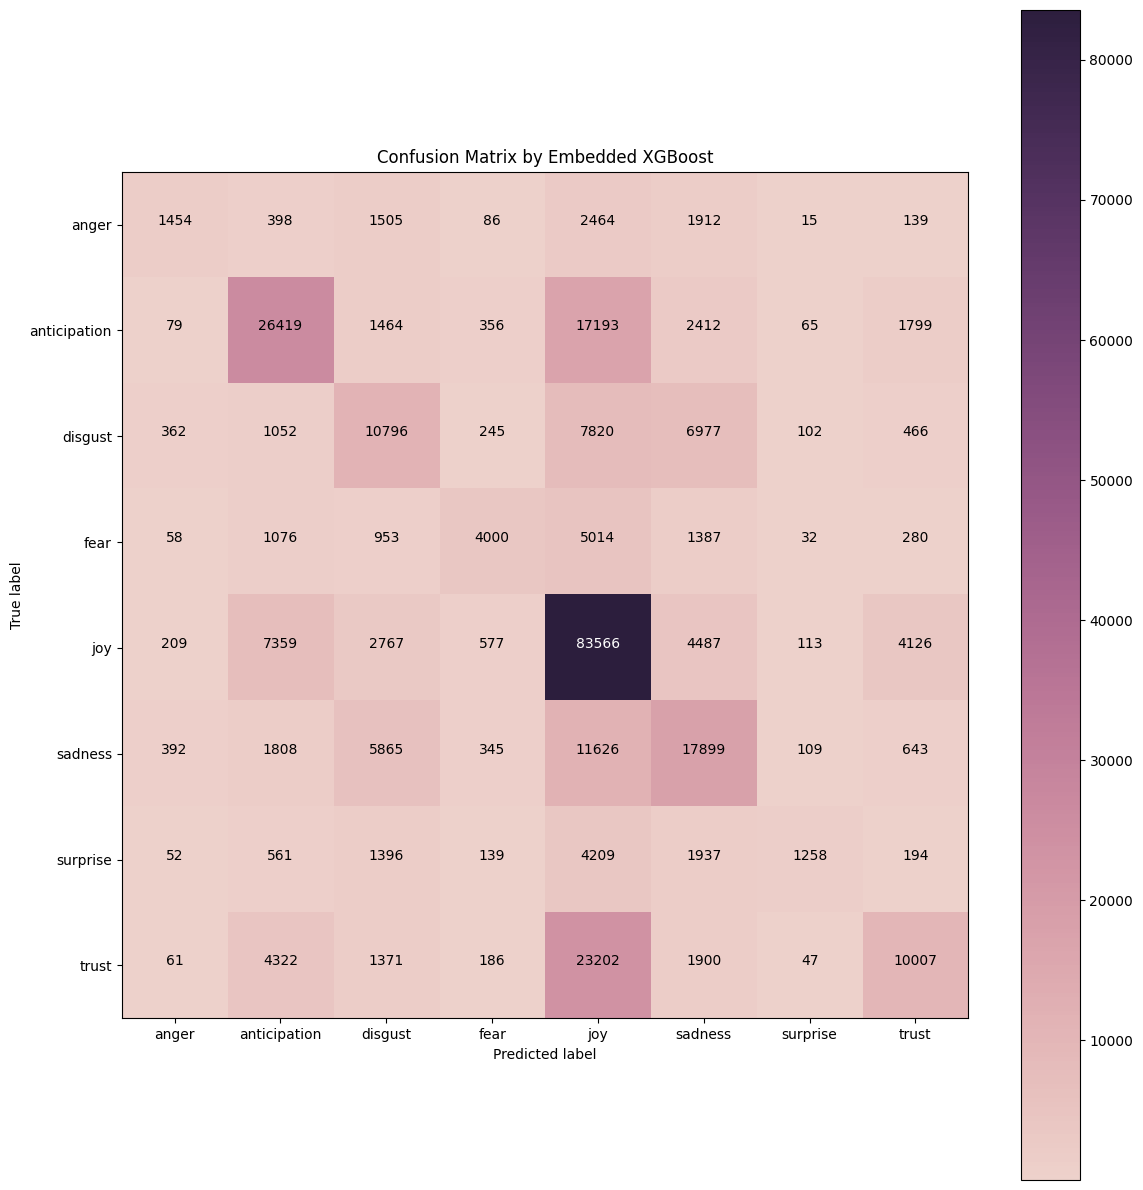 Confusion Matrix by Embedded XGBoost
anger 1454 398 1505 86 2464 1912 15 139
anticipation 79 26419 1464 356 17193 2412 65 1799
disgust 362 1052 10796 245 7820 6977 102 466
fear 58 1076 953 4000 5014 1387 32 280
joy 209 7359 2767 577 83566 4487 113 4126
sadness 392 1808 5865 345 11626 17899 109 643
surprise 52 561 1396 139 4209 1937 1258 194
trust 61 4322 1371 186 23202 1900 47 10007
anger anticipation disgust fear joy sadness surprise trust
Predicted label
True label
80000
70000
60000
50000
40000
30000
20000
10000